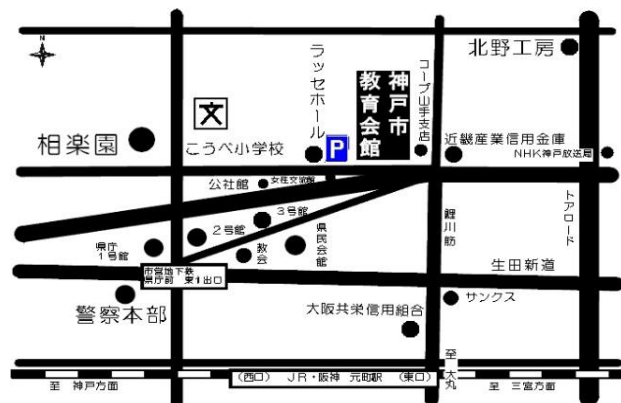 N
北野工房
ラッセホール
神戸市
教育会館
コープ山手支店
文
相楽園
こうべ小学校
P
近畿産業信用金庫
NHK神戸放送局
公社館
女性交流館
3号館
2号館
県庁
1号館
教会
県民会館
鯉川筋
トアロード
市営地下鉄
県庁前 東1出口
生田新道
警察本部
サンクス
大阪共栄信用組合
至 大丸
至 神戸方面
(西口) JR・阪神 元町駅 (東口)
至 三宮方面